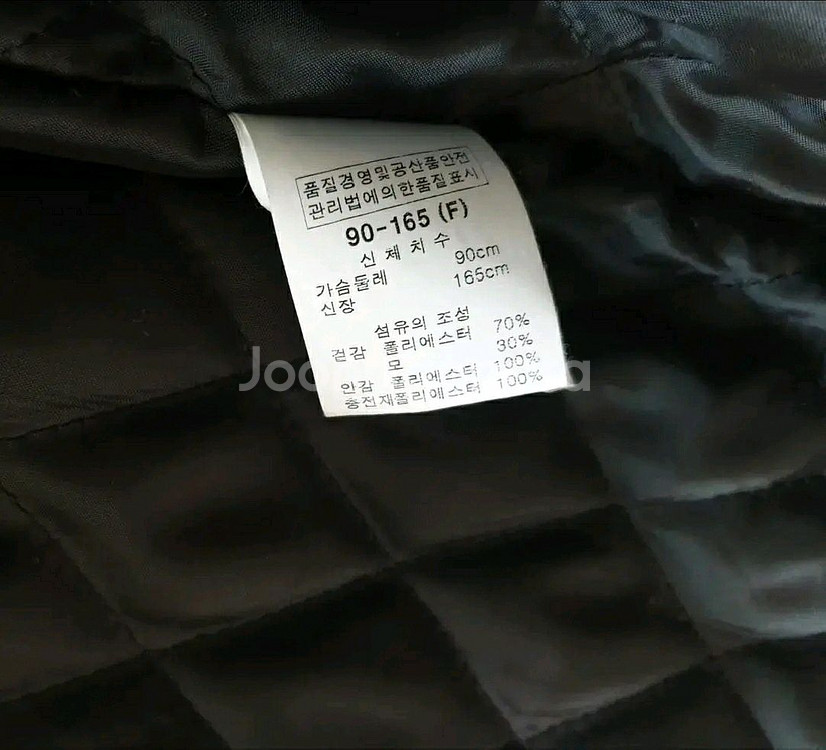 품질경영및공산품안전
관리법에의한품질표시
90-165 (F)
신 체 치 수
가슴둘레 90cm
신장 165cm
섬유의 조성
겉감 폴리에스터 70%
모 30%
안감 폴리에스터 100%
충전재폴리에스터 100%